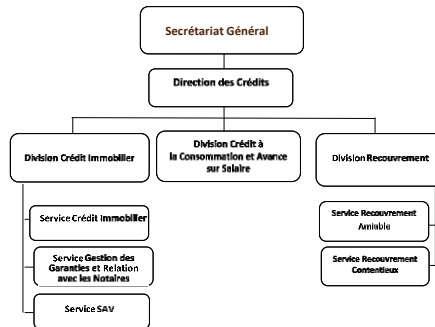 Secrétariat Général
Direction des Crédits
Division Crédit Immobilier
Division Crédit à
la Consommation et Avance
sur Salaire
Division Recouvrement
Service Crédit Immobilier
Service Gestion des
Garanties et Relation
avec les Notaires
Service SAV
Service Recouvrement
Amiable
Service Recouvrement
Contentieux